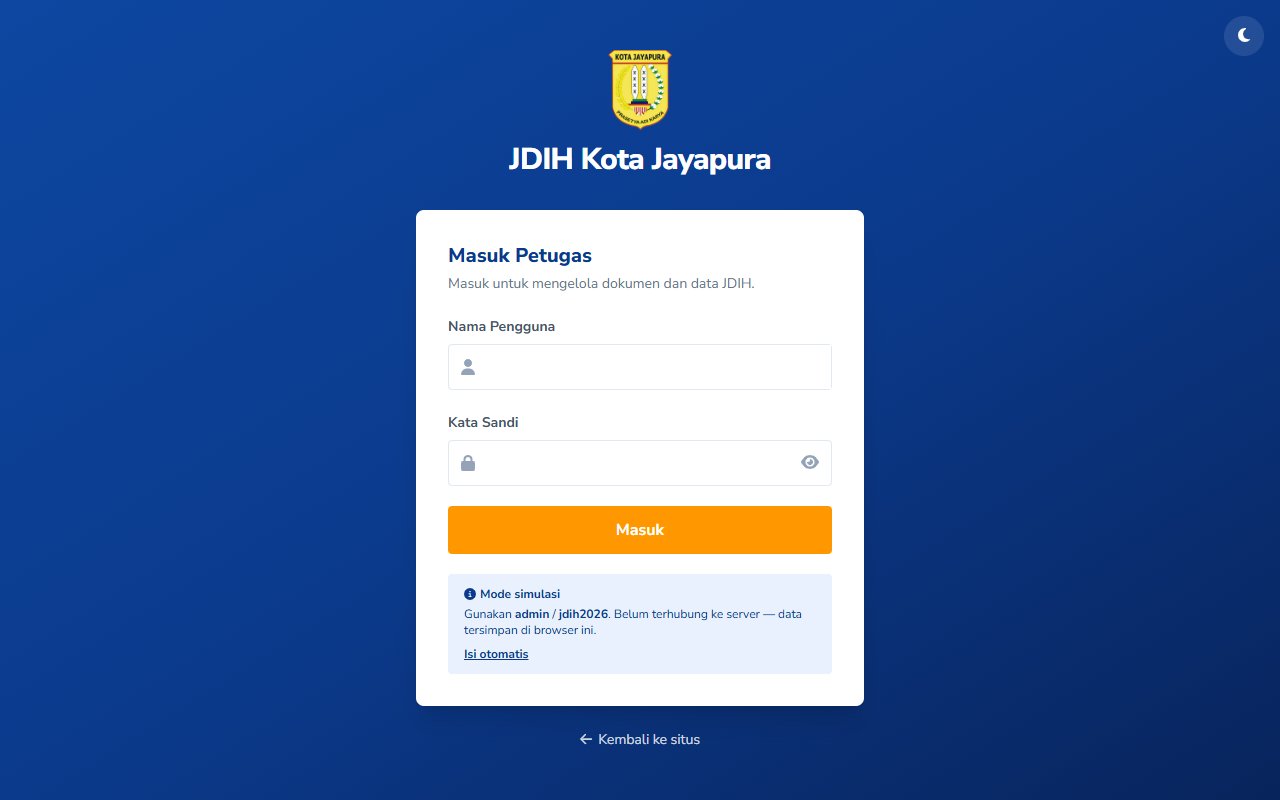 KOTA JAYAPURA
JDIH Kota Jayapura
Masuk Petugas
Masuk untuk mengelola dokumen dan data JDIH.
Nama Pengguna
Kata Sandi
Masuk
Mode simulasi
Gunakan admin / jdih2026. Belum terhubung ke server — data
tersimpan di browser ini.
Isi otomatis
← Kembali ke situs